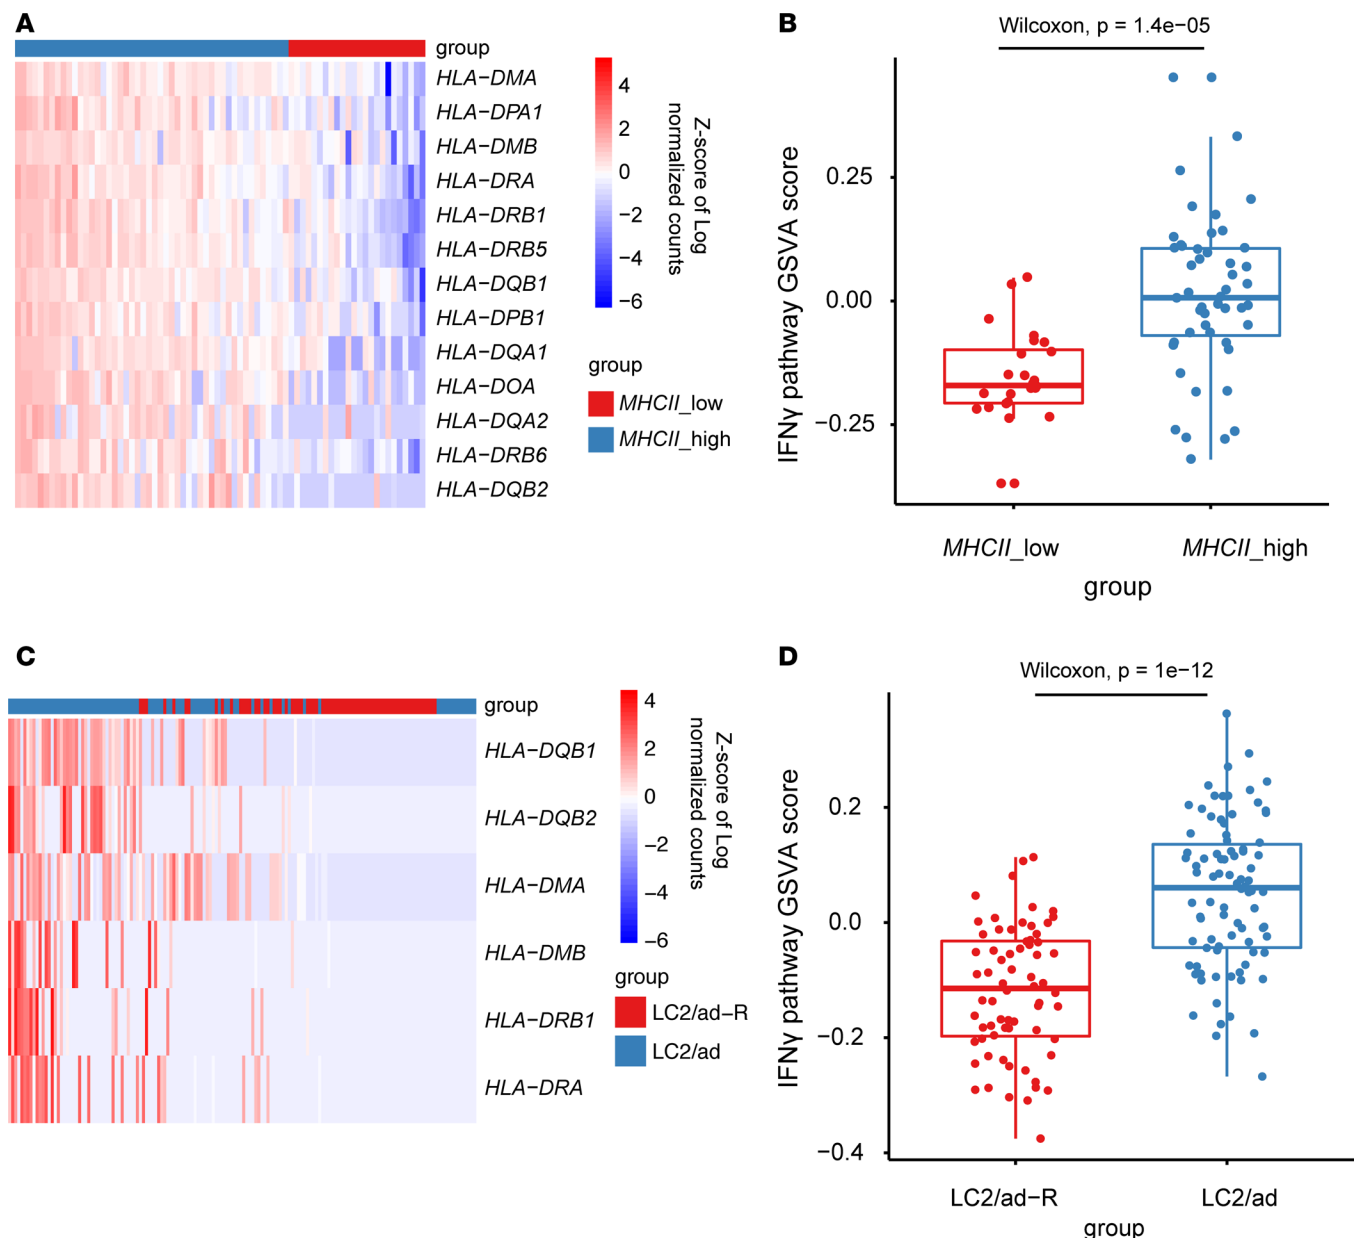 A
group
HLA−DMA
HLA−DPA1
HLA−DMB
HLA−DRA
HLA−DRB1
HLA−DRB5
HLA−DQB1
HLA−DPB1
HLA−DQA1
HLA−DOA
HLA−DQA2
HLA−DRB6
HLA−DQB2
4
2
0
−2
−4
−6
Z-score of Log
normalized counts
group
MHCII_low
MHCII_high
B
Wilcoxon, p = 1.4e−05
IFNγ pathway GSVA score
0.25
0.00
−0.25
MHCII_low
MHCII_high
group
C
group
HLA−DQB1
HLA−DQB2
HLA−DMA
HLA−DMB
HLA−DRB1
HLA−DRA
4
2
0
−2
−4
−6
Z-score of Log
normalized counts
group
LC2/ad−R
LC2/ad
D
Wilcoxon, p = 1e−12
IFNγ pathway GSVA score
0.2
0.0
−0.2
−0.4
LC2/ad−R
LC2/ad
group